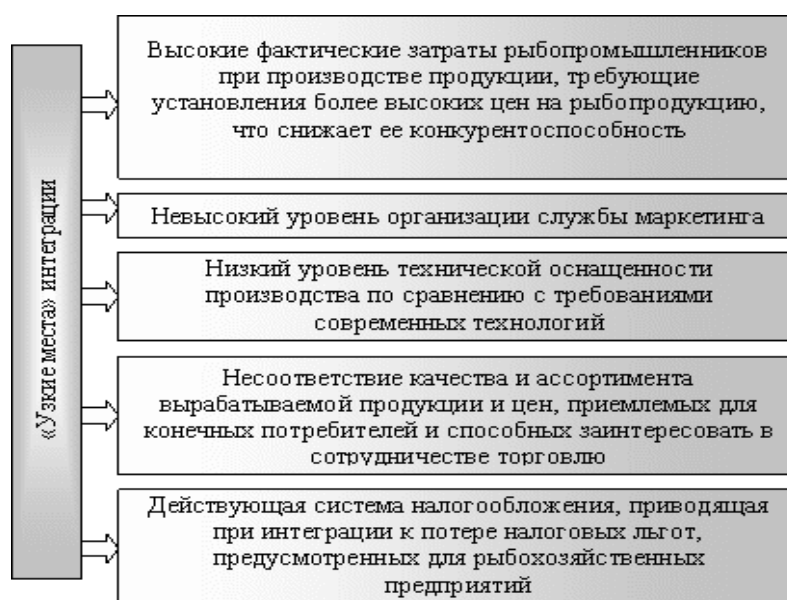 «Узкие места» интеграции
Высокие фактические затраты рыбопромышленников
при производстве продукции, требующие
установления более высоких цен на рыбопродукцию,
что снижает ее конкурентоспособность
Невысокий уровень организации службы маркетинга
Низкий уровень технической оснащенности
производства по сравнению с требованиями
современных технологий
Несоответствие качества и ассортимента
вырабатываемой продукции и цен, приемлемых для
конечных потребителей и способных заинтересовать в
сотрудничестве торговлю
Действующая система налогообложения, приводящая
при интеграции к потере налоговых льгот,
предусмотренных для рыбохозяйственных
предприятий